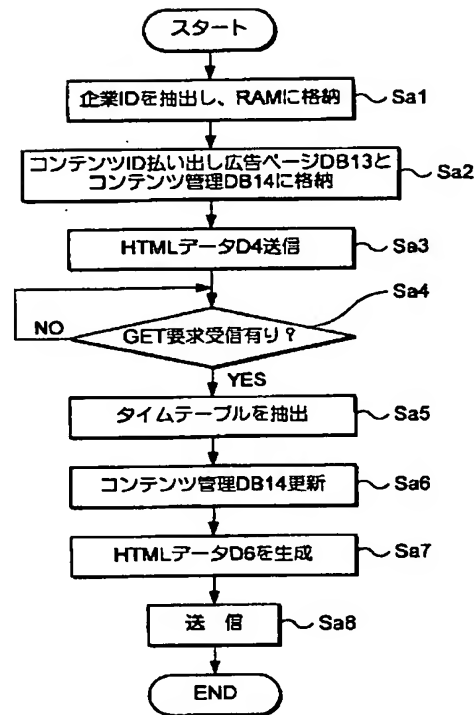 スタート
企業IDを抽出し、RAMに格納
Sa1
コンテンツID払い出し広告ページDB13と
コンテンツ管理DB14に格納
Sa2
HTMLデータD4送信
Sa3
Sa4
GET要求受信有り?
NO
YES
タイムテーブルを抽出
Sa5
コンテンツ管理DB14更新
Sa6
HTMLデータD6を生成
Sa7
送 信
Sa8
END